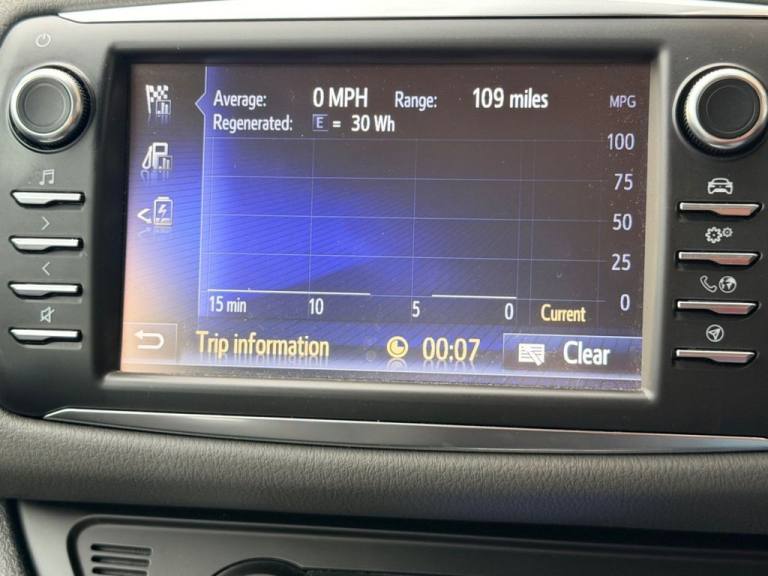 Average: 0 MPH Range: 109 miles MPG
Regenerated: E = 30 Wh
100
75
50
25
0
15 min 10 5 0 Current
Trip information 00:07 Clear